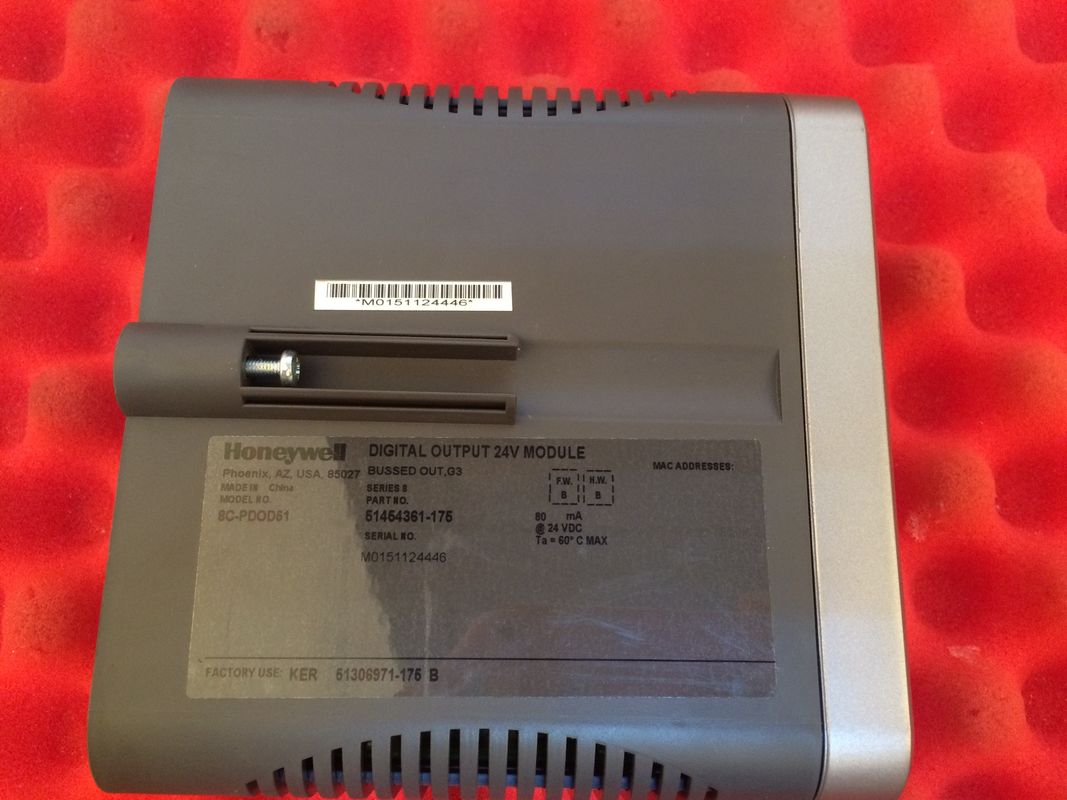 *M0151124446*
Honeywell DIGITAL OUTPUT 24V MODULE
Phoenix, AZ, USA, 85027 BUSSED OUT,G3 MAC ADDRESSES:
MADE IN China SERIES 8 F.W. H.W.
MODEL NO. PART NO. B B
8C-PDOD51 51454361-175 80 mA
@ 24 VDC
SERIAL NO. Ta = 60° C MAX
M0151124446
FACTORY USE: KER 51306971-175 B